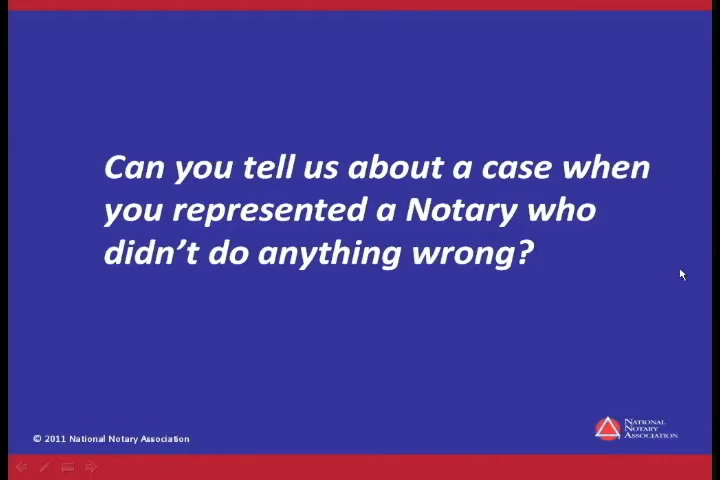 Can you tell us about a case when
you represented a Notary who
didn't do anything wrong?
NATIONAL
NOTARY
ASSOCIATION
© 2011 National Notary Association